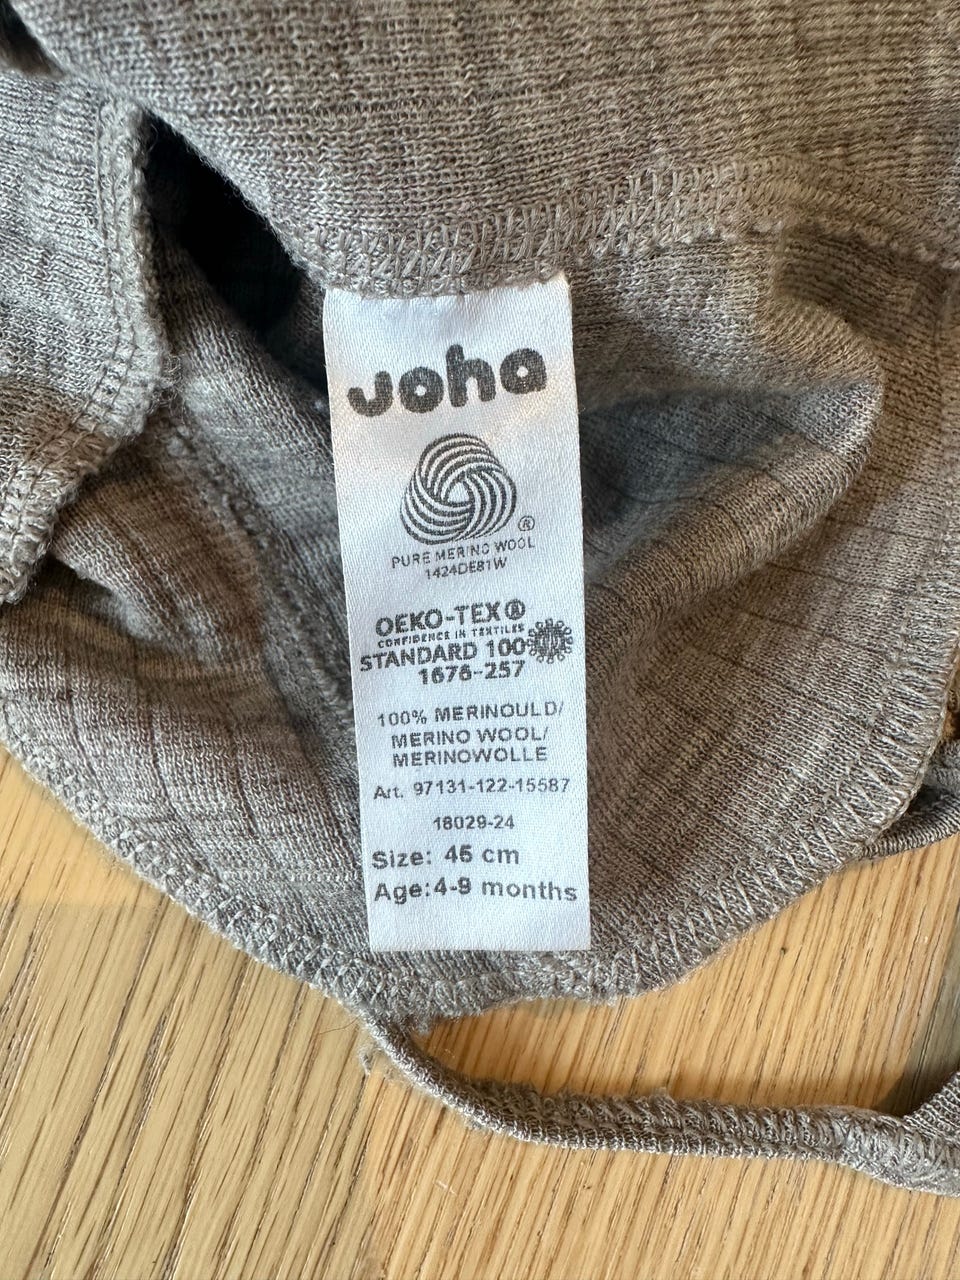 Joha
®
PURE MERINO WOOL
1424DE81W
OEKO-TEX®
CONFIDENCE IN TEXTILES
STANDARD 100
1676-257
100% MERINOULD/
MERINO WOOL/
MERINOWOLLE
Art. 97131-122-15587
18029-24
Size: 45 cm
Age:4-9 months